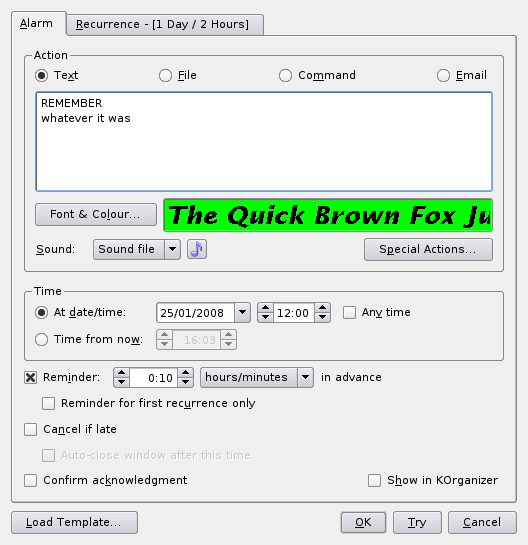 Alarm
Recurrence - [1 Day / 2 Hours]
Action
Text File Command Email
REMEMBER
whatever it was
Font & Colour...
The Quick Brown Fox Ju
Sound: Sound file Special Actions...
Time
At date/time: 25/01/2008 12:00 Any time
Time from now: 16:03
Reminder: 0:10 hours/minutes in advance
Reminder for first recurrence only
Cancel if late
Auto-close window after this time
Confirm acknowledgment Show in KOrganizer
Load Template... OK Try Cancel